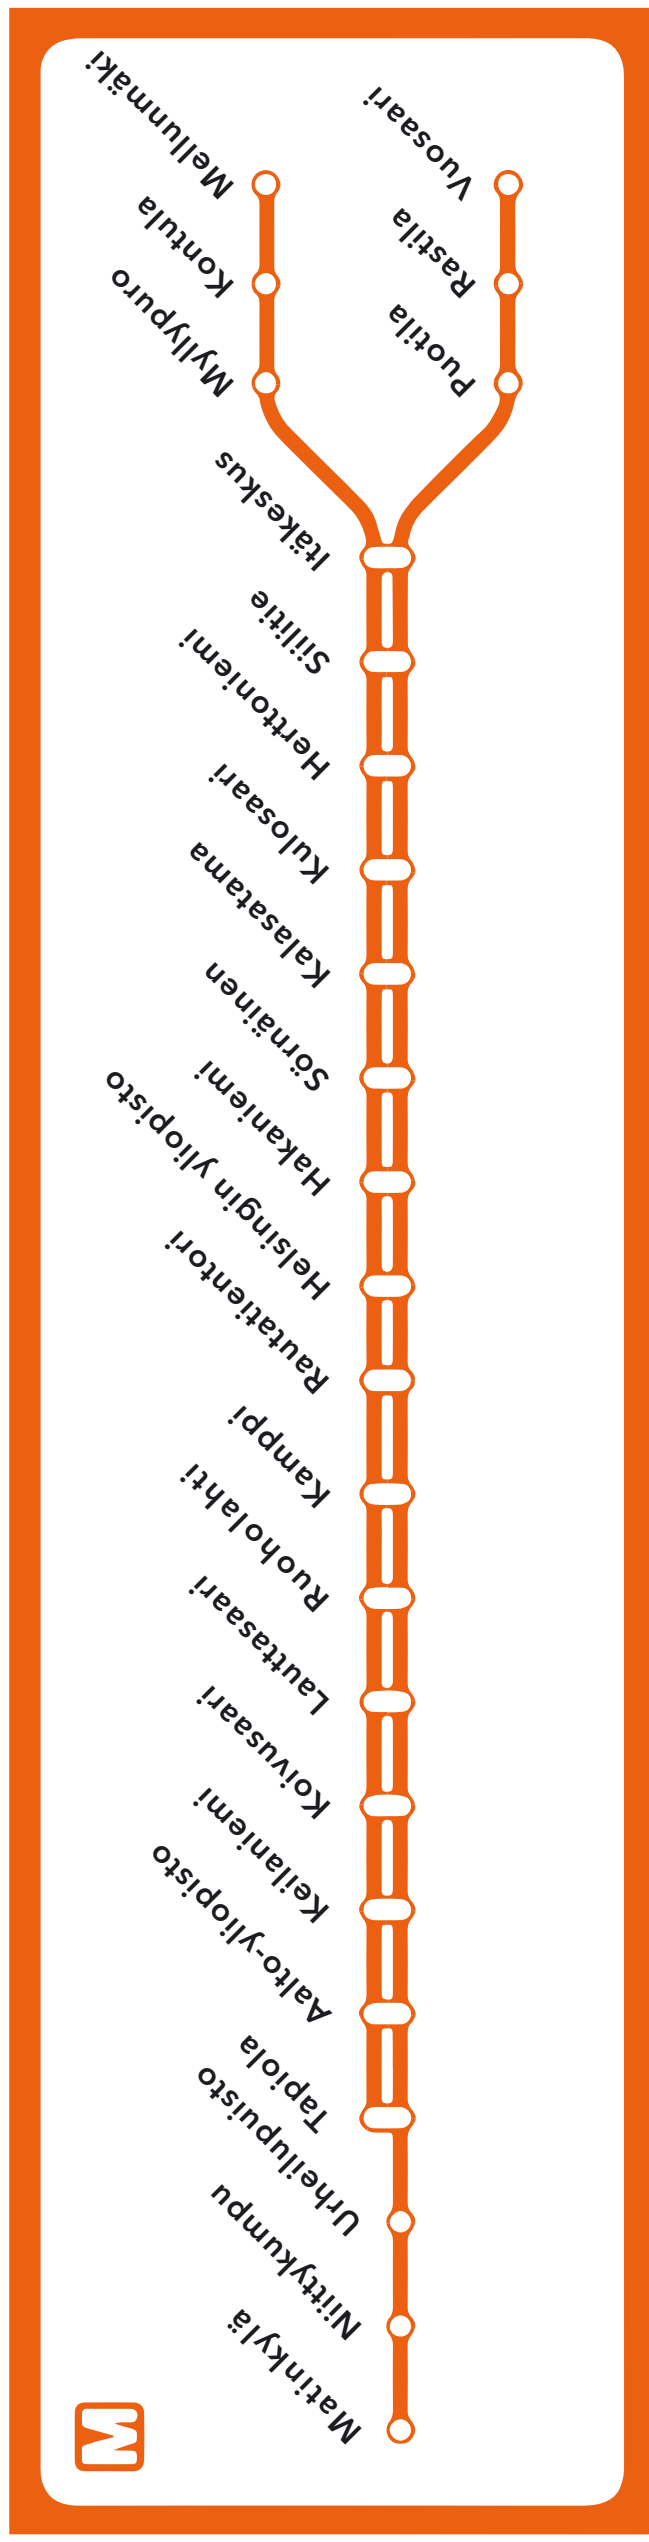 Mellunmäki
Kontula
Myllypuro
Vuosaari
Rastila
Puotila
Itäkeskus
Siilitie
Herttoniemi
Kulosaari
Kalasatama
Sörnäinen
Hakaniemi
Helsingin yliopisto
Rautatientori
Kamppi
Ruoholahti
Lauttasaari
Koivusaari
Keilaniemi
Aalto-yliopisto
Tapiola
Urheilupuisto
Niittykumpu
Matinkylä
M